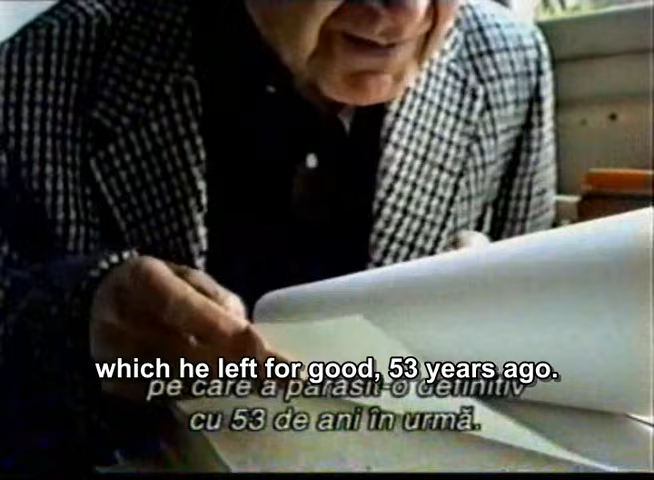 which he left for good, 53 years ago.
pe care a părăsit-o definitiv
cu 53 de ani în urmă.